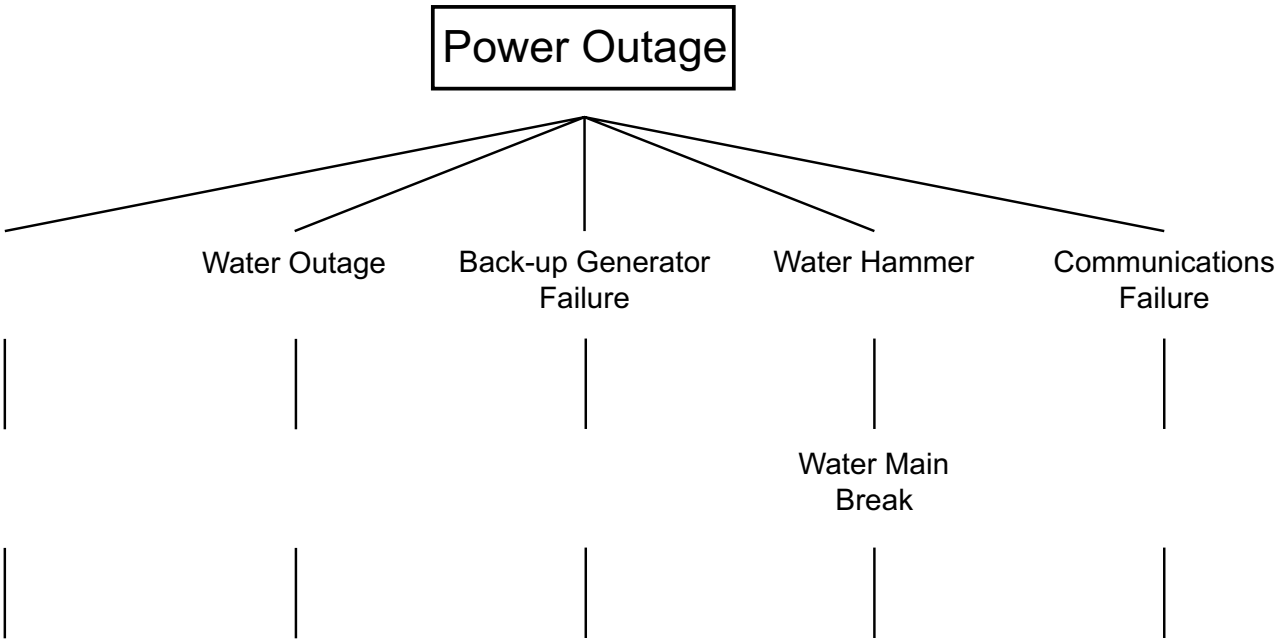 Power Outage
Water Outage
Back-up Generator
Failure
Water Hammer
Communications
Failure
Water Main
Break